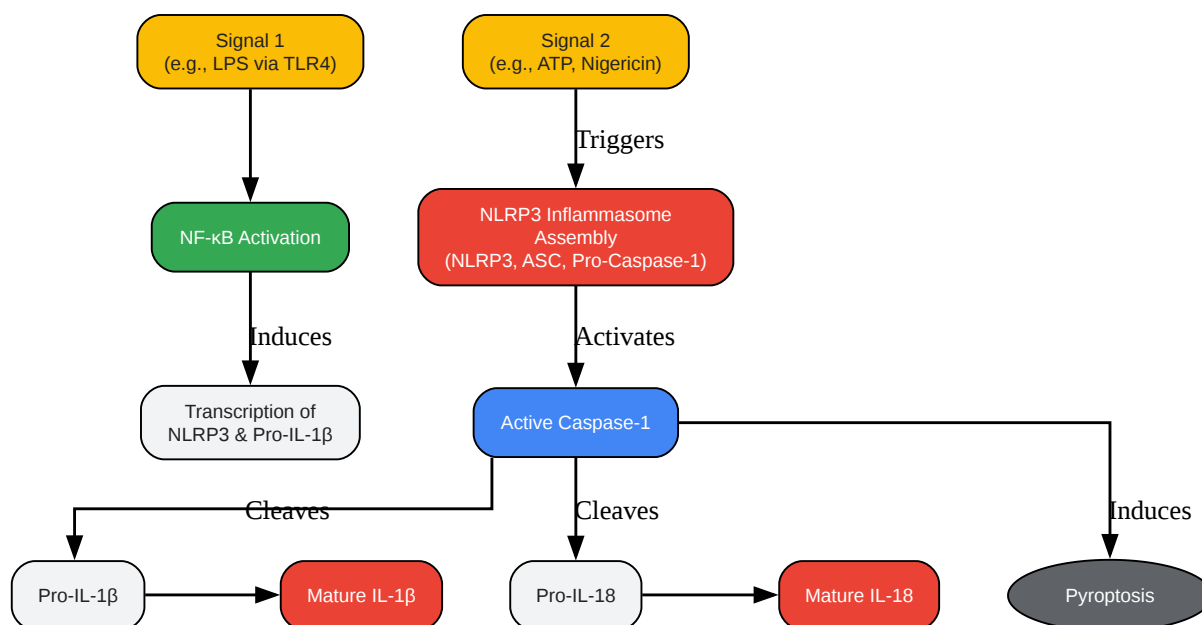 Signal 1
(e.g., LPS via TLR4)
Signal 2
(e.g., ATP, Nigericin)
Triggers
NF-κB Activation
NLRP3 Inflammasome
Assembly
(NLRP3, ASC, Pro-Caspase-1)
Induces
Activates
Transcription of
NLRP3 & Pro-IL-1β
Active Caspase-1
Cleaves
Cleaves
Induces
Pro-IL-1β
Mature IL-1β
Pro-IL-18
Mature IL-18
Pyroptosis